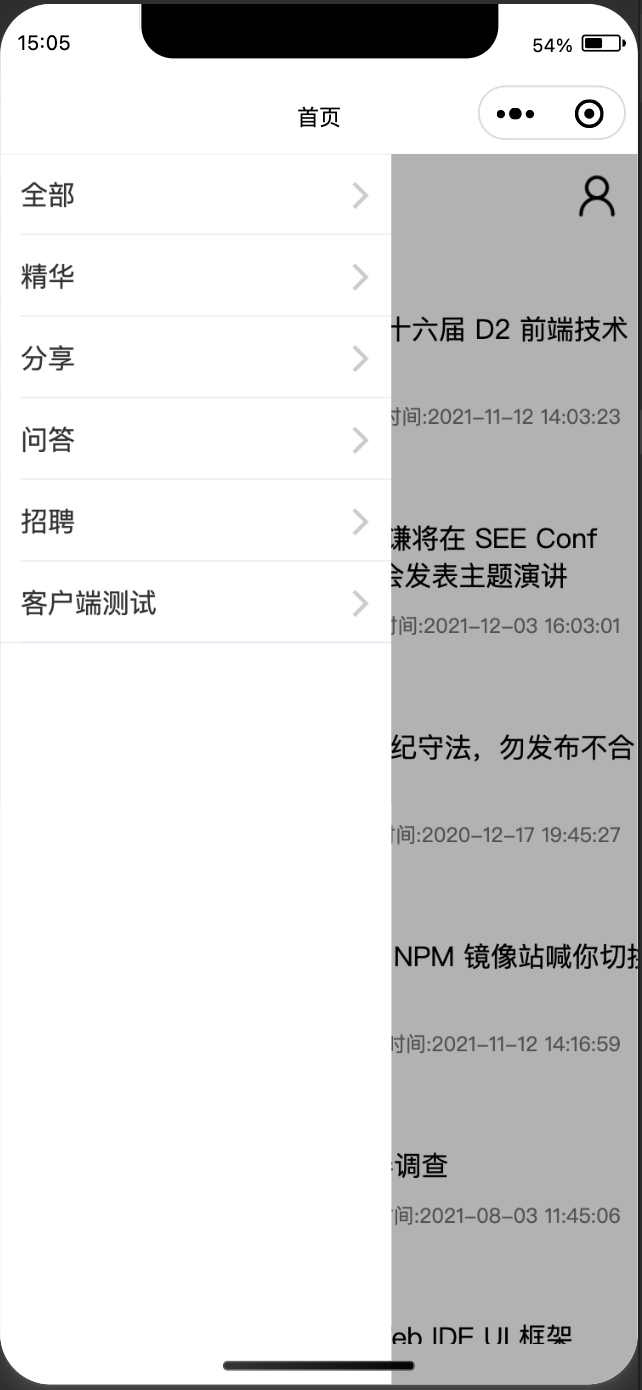 15:05
54%
首页
全部
精华
分享
问答
招聘
客户端测试
十六届 D2 前端技术
时间:2021-11-12 14:03:23
谦将在 SEE Conf
会发表主题演讲
时间:2021-12-03 16:03:01
纪守法，勿发布不合
时间:2020-12-17 19:45:27
NPM 镜像站喊你切换
时间:2021-11-12 14:16:59
调查
间:2021-08-03 11:45:06
eb IDE UI 框架